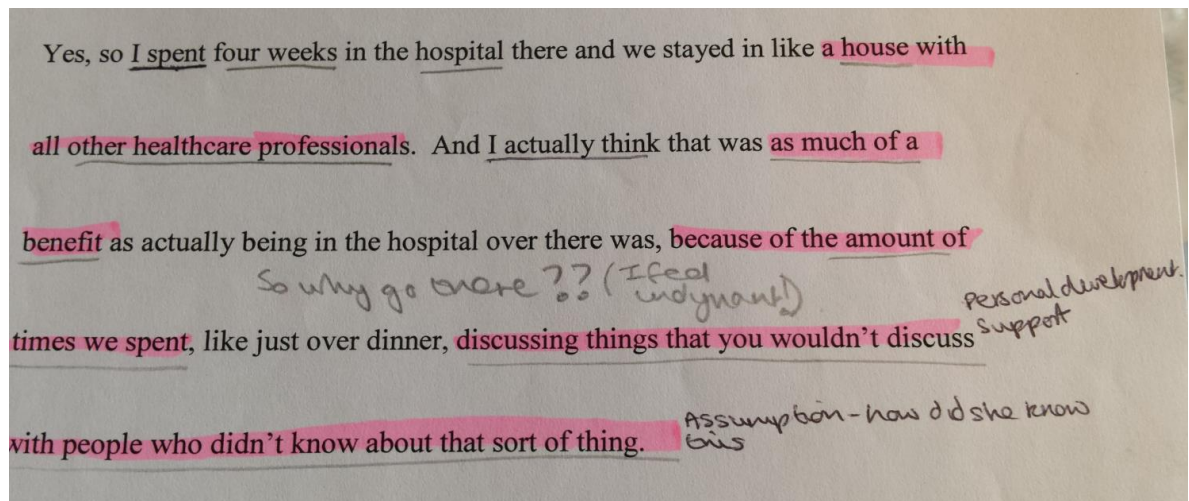 Yes, so I spent four weeks in the hospital there and we stayed in like a house with
all other healthcare professionals. And I actually think that was as much of a
benefit as actually being in the hospital over there was, because of the amount of
So why go there?? (I feel
indynant!)
Personal development.
support
times we spent, like just over dinner, discussing things that you wouldn't discuss
Assumption - how did she know
this
with people who didn't know about that sort of thing.